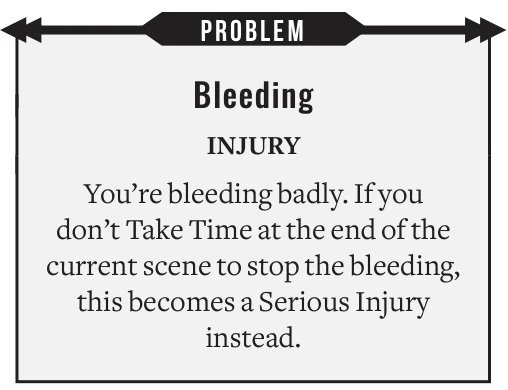 PROBLEM
Bleeding
INJURY
You’re bleeding badly. If you
don’t Take Time at the end of the
current scene to stop the bleeding,
this becomes a Serious Injury
instead.